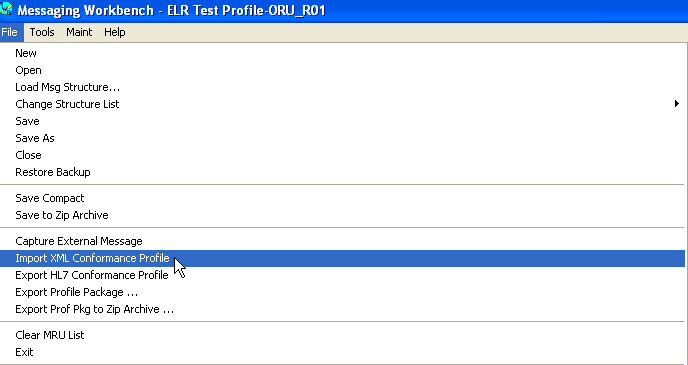 Messaging Workbench - ELR Test Profile-ORU_R01
File Tools Maint Help
New
Open
Load Msg Structure...
Change Structure List
Save
Save As
Close
Restore Backup
Save Compact
Save to Zip Archive
Capture External Message
Import XML Conformance Profile
Export HL7 Conformance Profile
Export Profile Package ...
Export Prof Pkg to Zip Archive ...
Clear MRU List
Exit